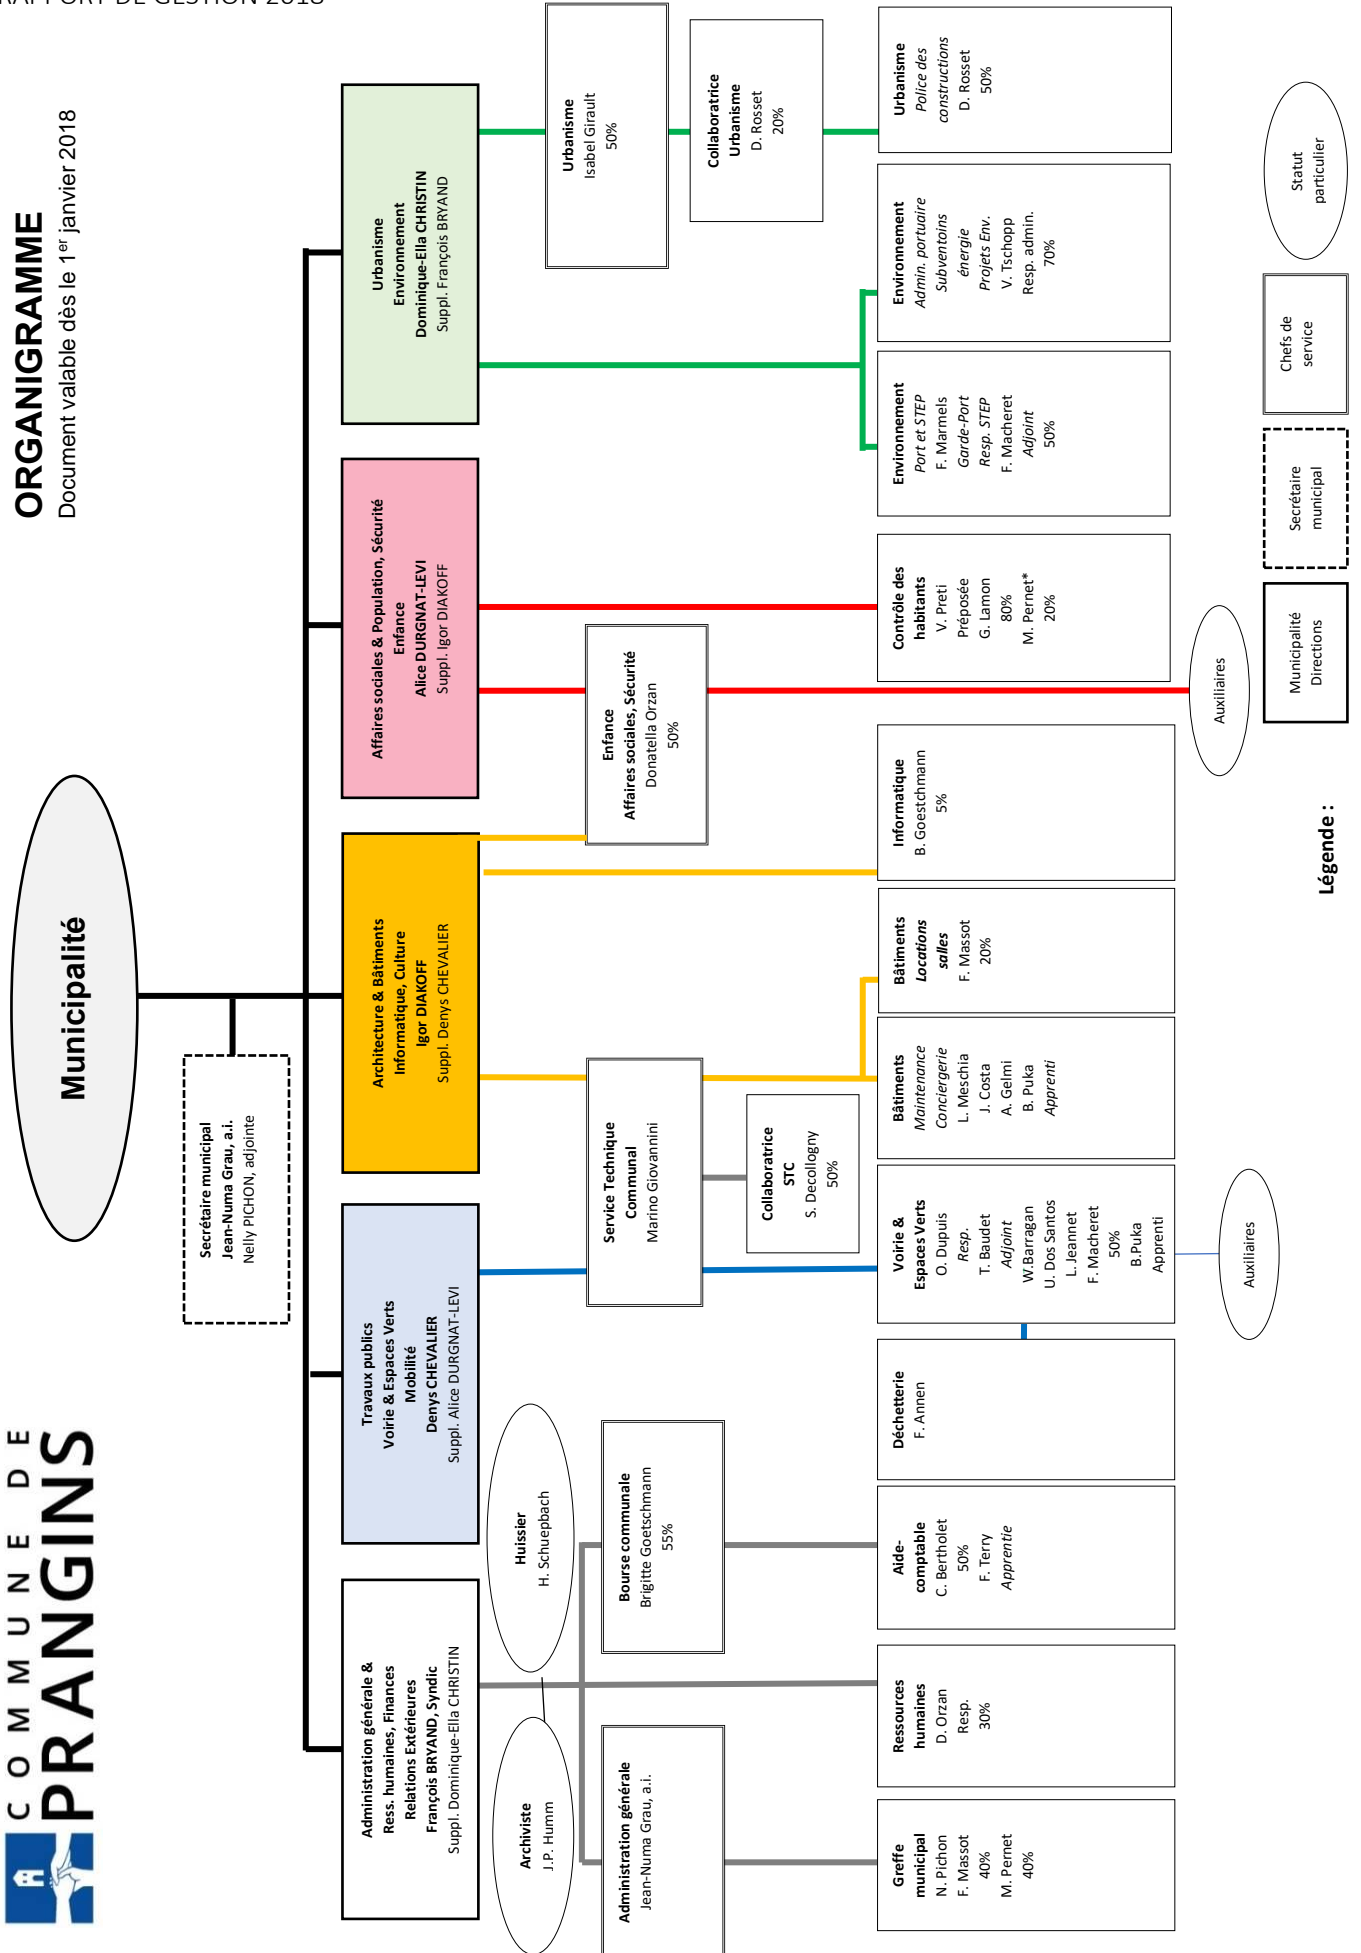 RAPPORT DE GESTION 2018
COMMUNE DE
PRANGINS
ORGANIGRAMME
Document valable dès le 1er janvier 2018
Municipalité
Secrétaire municipal
Jean-Numa Grau, a.i.
Nelly PICHON, adjointe
Administration générale &
Ress. humaines, Finances
Relations Extérieures
François BRYAND, Syndic
Suppl. Dominique-Ella CHRISTIN
Travaux publics
Voirie & Espaces Verts
Mobilité
Denys CHEVALIER
Suppl. Alice DURGNAT-LEVI
Architecture & Bâtiments
Informatique, Culture
Igor DIAKOFF
Suppl. Denys CHEVALIER
Affaires sociales & Population, Sécurité
Enfance
Alice DURGNAT-LEVI
Suppl. Igor DIAKOFF
Urbanisme
Environnement
Dominique-Ella CHRISTIN
Suppl. François BRYAND
Archiviste
J.P. Humm
Huissier
H. Schuepbach
Administration générale
Jean-Numa Grau, a.i.
Bourse communale
Brigitte Goetschmann
55%
Service Technique
Communal
Marino Giovannini
Collaboratrice
STC
S. Decollogny
50%
Enfance
Affaires sociales, Sécurité
Donatella Orzan
50%
Urbanisme
Isabel Girault
50%
Collaboratrice
Urbanisme
D. Rosset
20%
Greffe
municipal
N. Pichon
F. Massot
40%
M. Pernet
40%
Ressources
humaines
D. Orzan
Resp.
30%
Aide-
comptable
C. Bertholet
50%
F. Terry
Apprentie
Déchetterie
F. Annen
Voirie &
Espaces Verts
O. Dupuis
Resp.
T. Baudet
Adjoint
W.Barragan
U. Dos Santos
L. Jeannet
F. Macheret
50%
B.Puka
Apprenti
Bâtiments
Maintenance
Conciergerie
L. Meschia
J. Costa
A. Gelmi
B. Puka
Apprenti
Bâtiments
Locations
salles
F. Massot
20%
Informatique
B. Goestchmann
5%
Contrôle des
habitants
V. Preti
Préposée
G. Lamon
80%
M. Pernet*
20%
Environnement
Port et STEP
F. Marmels
Garde-Port
Resp. STEP
F. Macheret
Adjoint
50%
Environnement
Admin. portuaire
Subventoins
énergie
Projets Env.
V. Tschopp
Resp. admin.
70%
Urbanisme
Police des
constructions
D. Rosset
50%
Auxiliaires
Auxiliaires
Légende :
Municipalité
Directions
Secrétaire
municipal
Chefs de
service
Statut
particulier